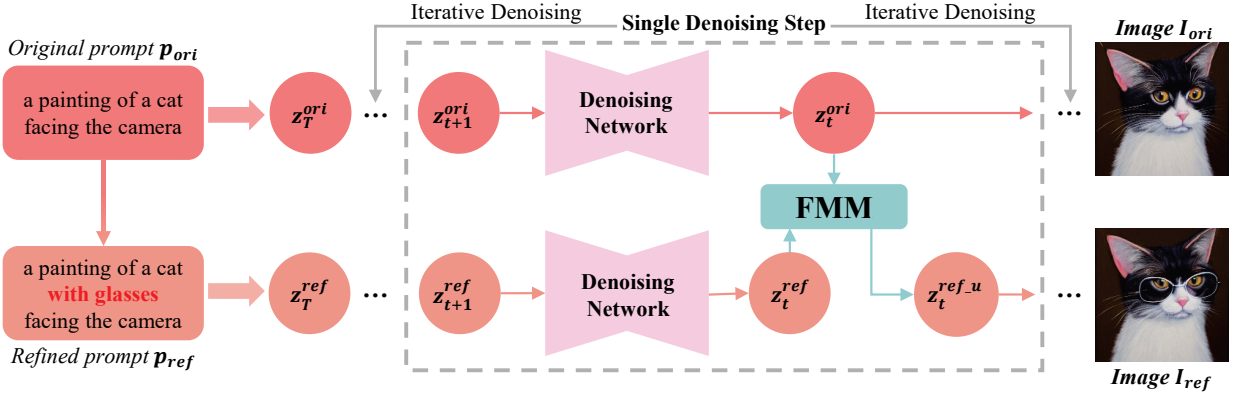 Iterative Denoising
Single Denoising Step
Iterative Denoising
Original prompt p_ori
Image I_ori
a painting of a cat
facing the camera
z_T^ori
...
z_{t+1}^ori
Denoising
Network
z_t^ori
...
FMM
a painting of a cat
with glasses
facing the camera
z_T^ref
...
z_{t+1}^ref
Denoising
Network
z_t^ref
z_t^{ref_u}
...
Refined prompt p_ref
Image I_ref